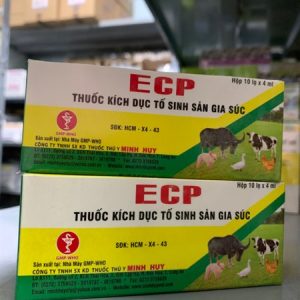 Hộp 10 lọ x 4 ml
ECP
THUỐC KÍCH DỤC TỐ SINH SẢN GIA SÚC
SĐK: HCM - X4 - 43
GMP-WHO
Sản xuất tại: Nhà Máy GMP-WHO
CÔNG TY TNHH SX KD THUỐC THÚ Y MINH HUY
Hộp 10 lọ x 4 ml
ECP
THUỐC KÍCH DỤC TỐ SINH SẢN GIA SÚC
SĐK: HCM - X4 - 43
GMP-WHO
Sản xuất tại: Nhà Máy GMP-WHO
CÔNG TY TNHH SX KD THUỐC THÚ Y MINH HUY